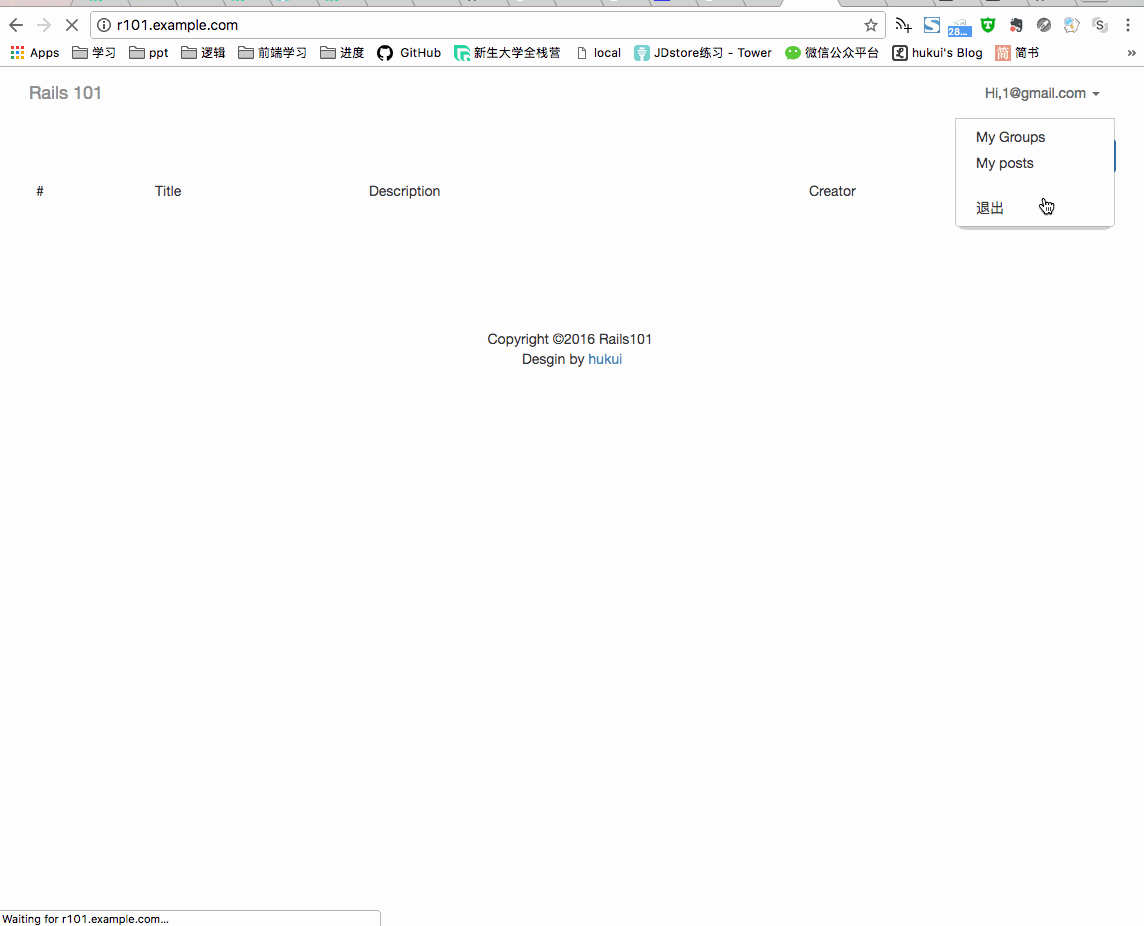 r101.example.com
28...
Apps 学习 ppt 逻辑 前端学习 进度 GitHub 新生大学全栈营 local JDstore练习 - Tower 微信公众平台 hukui's Blog 简 简书 »
Rails 101 Hi,1@gmail.com
My Groups
My posts
# Title Description Creator
退出
Copyright ©2016 Rails101
Desgin by hukui
Waiting for r101.example.com...